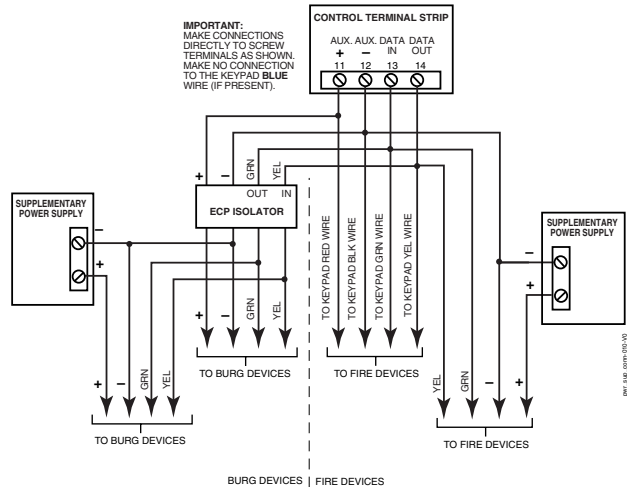 IMPORTANT:
MAKE CONNECTIONS
DIRECTLY TO SCREW
TERMINALS AS SHOWN.
MAKE NO CONNECTION
TO THE KEYPAD BLUE
WIRE (IF PRESENT).
CONTROL TERMINAL STRIP
AUX. AUX. DATA DATA
+ – IN OUT
11 12 13 14
+ – GRN YEL
OUT IN
ECP ISOLATOR
SUPPLEMENTARY
POWER SUPPLY
–
+
SUPPLEMENTARY
POWER SUPPLY
–
+
TO KEYPAD RED WIRE
TO KEYPAD BLK WIRE
TO KEYPAD GRN WIRE
TO KEYPAD YEL WIRE
+ – GRN YEL
TO BURG DEVICES
TO FIRE DEVICES
+ – GRN YEL
TO BURG DEVICES
YEL GRN – +
TO FIRE DEVICES
BURG DEVICES | FIRE DEVICES
pwr_sup_conn-010-V0